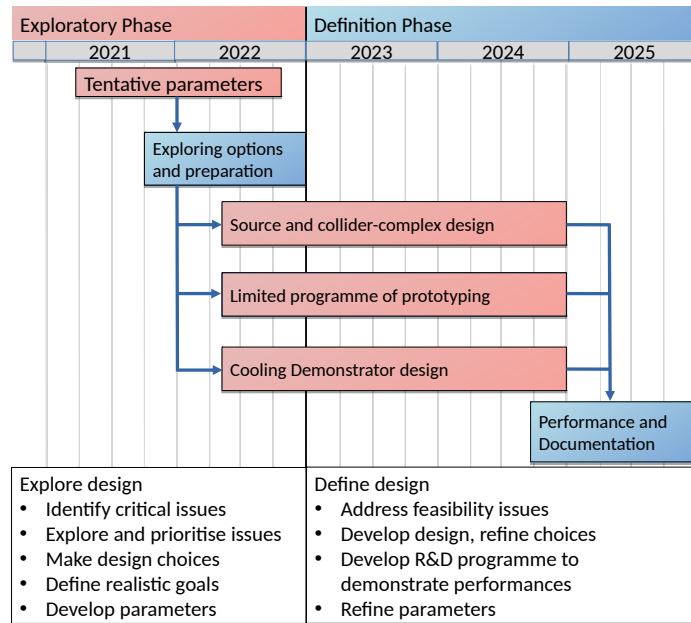 Exploratory Phase
Definition Phase
2021
2022
2023
2024
2025
Tentative parameters
Exploring options
and preparation
Source and collider-complex design
Limited programme of prototyping
Cooling Demonstrator design
Performance and
Documentation
Explore design
• Identify critical issues
• Explore and prioritise issues
• Make design choices
• Define realistic goals
• Develop parameters
Define design
• Address feasibility issues
• Develop design, refine choices
• Develop R&D programme to
demonstrate performances
• Refine parameters